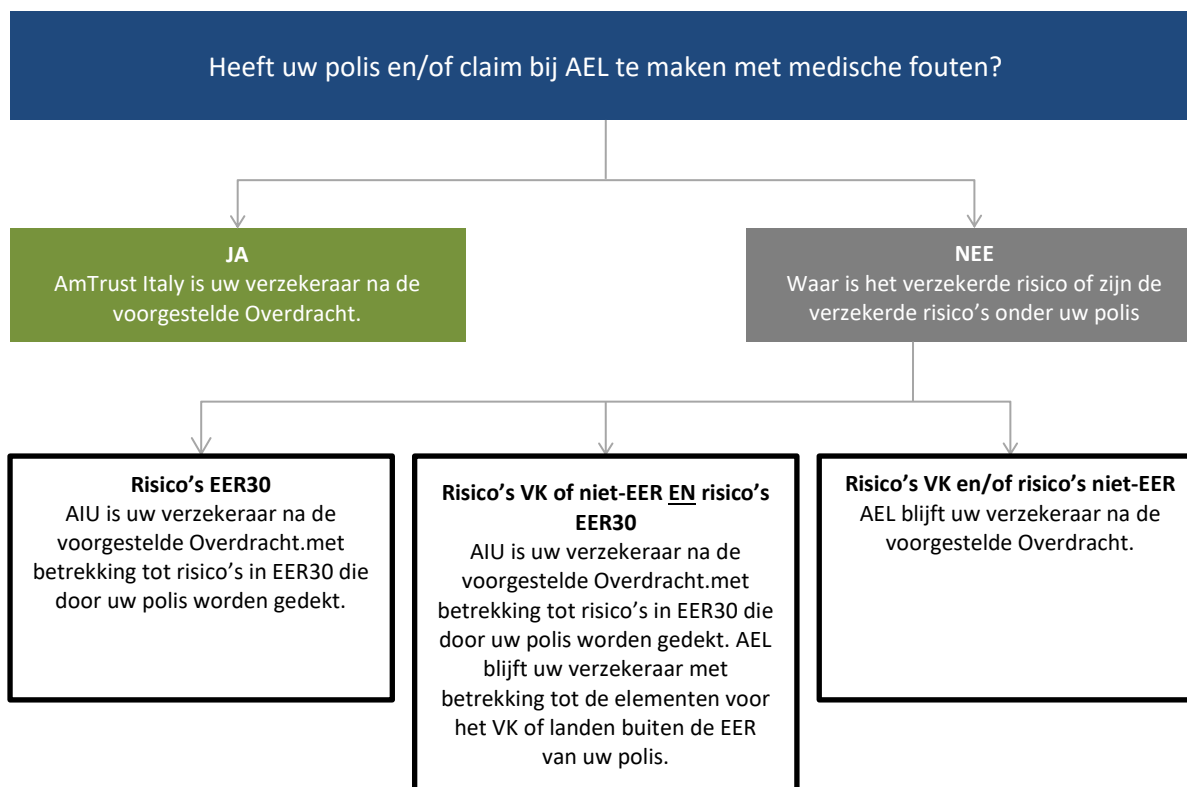 Heeft uw polis en/of claim bij AEL te maken met medische fouten?
JA
AmTrust Italy is uw verzekeraar na de
voorgestelde Overdracht.
NEE
Waar is het verzekerde risico of zijn de
verzekerde risico's onder uw polis
Risico's EER30
AIU is uw verzekeraar na de
voorgestelde Overdracht.met
betrekking tot risico's in EER30 die
door uw polis worden gedekt.
Risico's VK of niet-EER EN risico's
EER30
AIU is uw verzekeraar na de
voorgestelde Overdracht.met
betrekking tot risico's in EER30 die
door uw polis worden gedekt. AEL
blijft uw verzekeraar met
betrekking tot de elementen voor
het VK of landen buiten de EER
van uw polis.
Risico's VK en/of risico's niet-EER
AEL blijft uw verzekeraar na de
voorgestelde Overdracht.